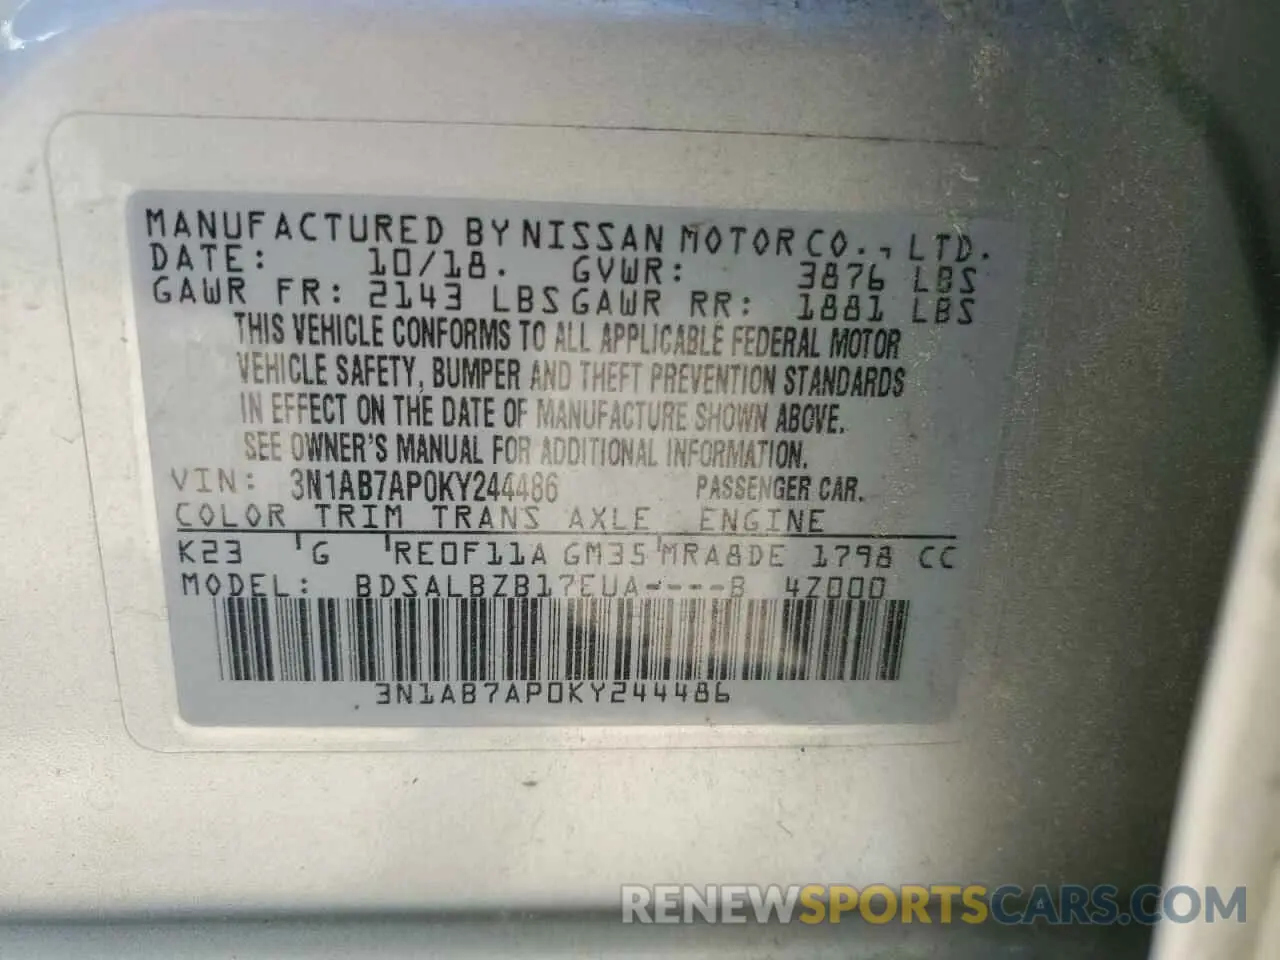 MANUFACTURED BY NISSAN MOTOR CO., LTD.
DATE: 10/18. GVWR: 3876 LBS
GAWR FR: 2143 LBS GAWR RR: 1881 LBS
THIS VEHICLE CONFORMS TO ALL APPLICABLE FEDERAL MOTOR
VEHICLE SAFETY, BUMPER AND THEFT PREVENTION STANDARDS
IN EFFECT ON THE DATE OF MANUFACTURE SHOWN ABOVE.
SEE OWNER'S MANUAL FOR ADDITIONAL INFORMATION.
VIN: 3N1AB7AP0KY244486 PASSENGER CAR.
COLOR TRIM TRANS AXLE ENGINE
K23 G RE0F11A GM35 MRA8DE 1798 CC
MODEL: BDSALBZB17EUA----B 4Z000
3N1AB7AP0KY244486
RENEWSPORTSCARS.COM